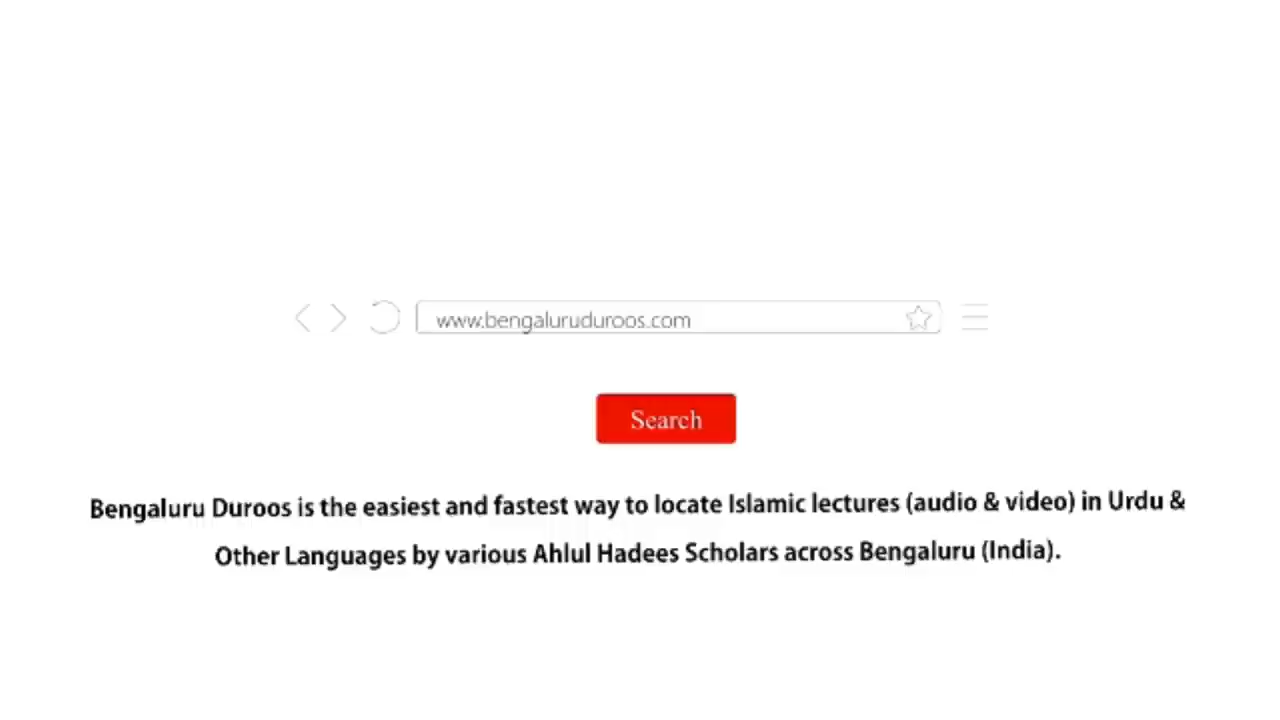 www.bengaluruduroos.com
Search
Bengaluru Duroos is the easiest and fastest way to locate Islamic lectures (audio & video) in Urdu &
Other Languages by various Ahlul Hadees Scholars across Bengaluru (India).